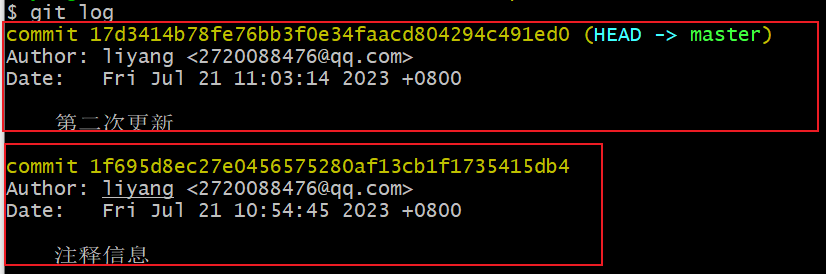 $ git log
commit 17d3414b78fe76bb3f0e34faacd804294c491ed0 (HEAD -> master)
Author: liyang <2720088476@qq.com>
Date:   Fri Jul 21 11:03:14 2023 +0800
第二次更新
commit 1f695d8ec27e0456575280af13cb1f1735415db4
Author: liyang <2720088476@qq.com>
Date:   Fri Jul 21 10:54:45 2023 +0800
注释信息